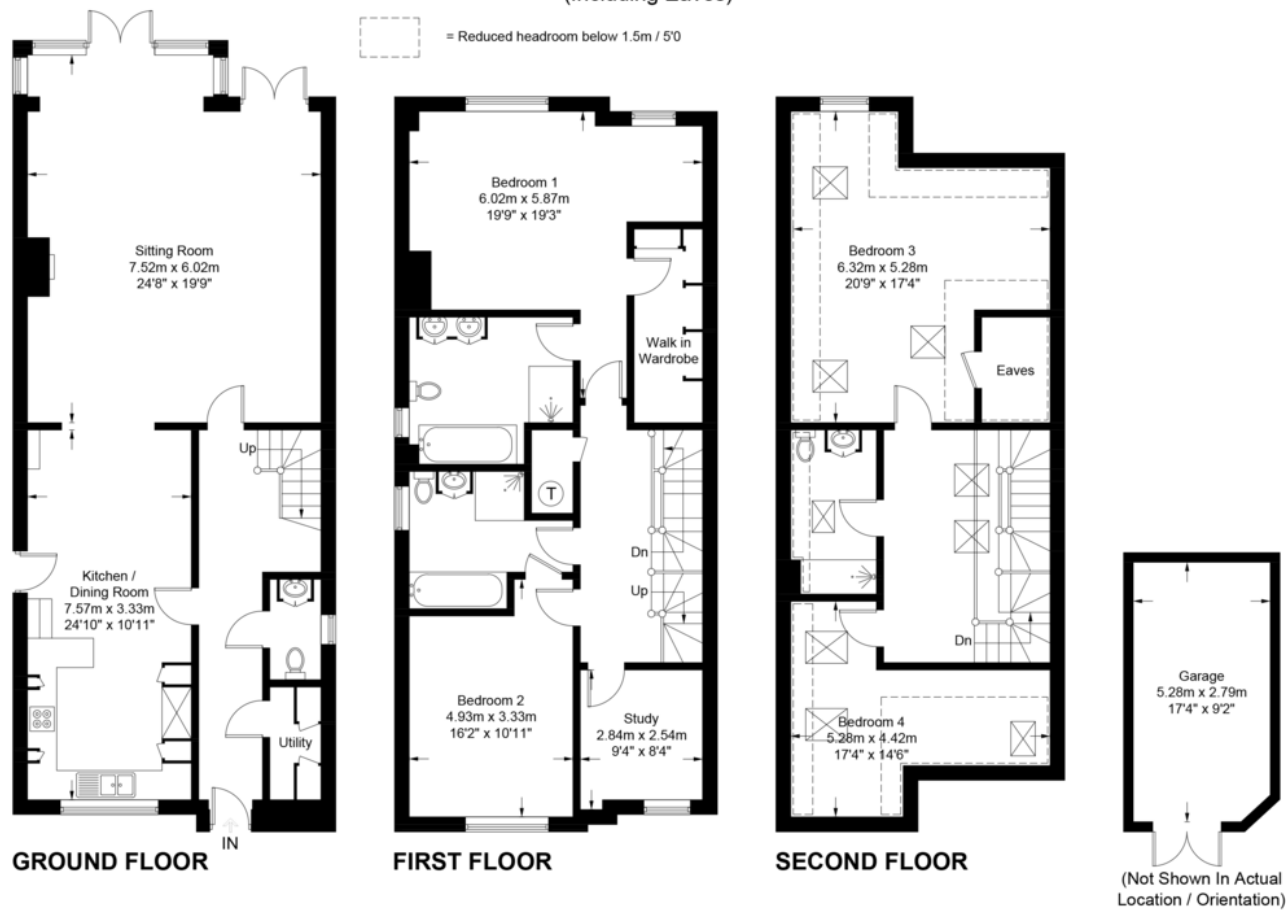 (Including Eaves)
= Reduced headroom below 1.5m / 5'0
Sitting Room
7.52m x 6.02m
24'8" x 19'9"
Up
Kitchen /
Dining Room
7.57m x 3.33m
24'10" x 10'11"
Utility
IN
GROUND FLOOR
Bedroom 1
6.02m x 5.87m
19'9" x 19'3"
Walk in
Wardrobe
T
Dn
Up
Bedroom 2
4.93m x 3.33m
16'2" x 10'11"
Study
2.84m x 2.54m
9'4" x 8'4"
FIRST FLOOR
Bedroom 3
6.32m x 5.28m
20'9" x 17'4"
Eaves
Dn
Bedroom 4
5.28m x 4.42m
17'4" x 14'6"
SECOND FLOOR
Garage
5.28m x 2.79m
17'4" x 9'2"
(Not Shown In Actual
Location / Orientation)